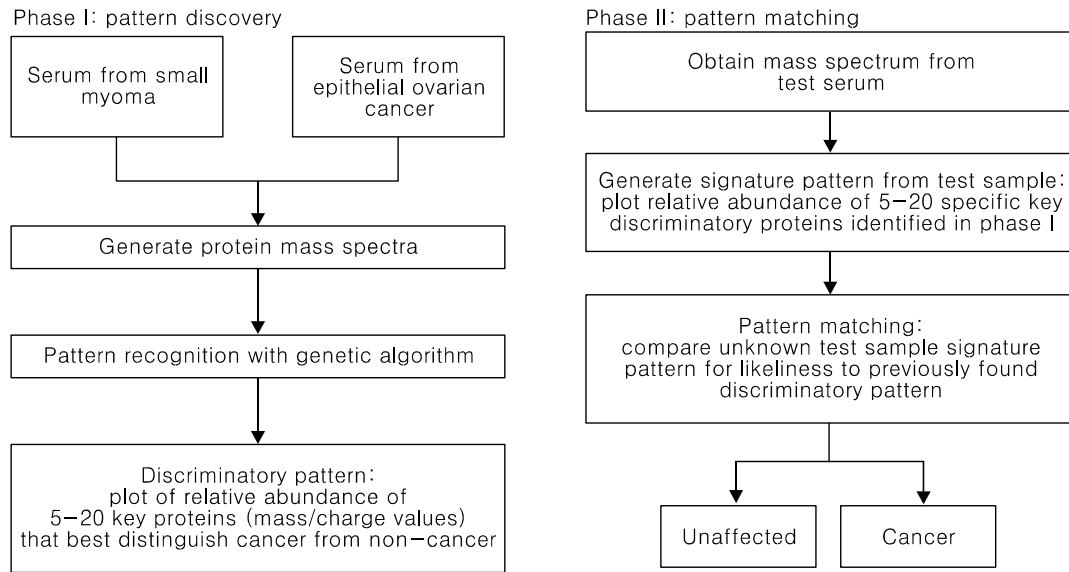 Phase I: pattern discovery
Serum from small
myoma
Serum from
epithelial ovarian
cancer
Generate protein mass spectra
Pattern recognition with genetic algorithm
Discriminatory pattern:
plot of relative abundance of
5-20 key proteins (mass/charge values)
that best distinguish cancer from non-cancer
Phase II: pattern matching
Obtain mass spectrum from
test serum
Generate signature pattern from test sample:
plot relative abundance of 5-20 specific key
discriminatory proteins identified in phase I
Pattern matching:
compare unknown test sample signature
pattern for likeliness to previously found
discriminatory pattern
Unaffected
Cancer